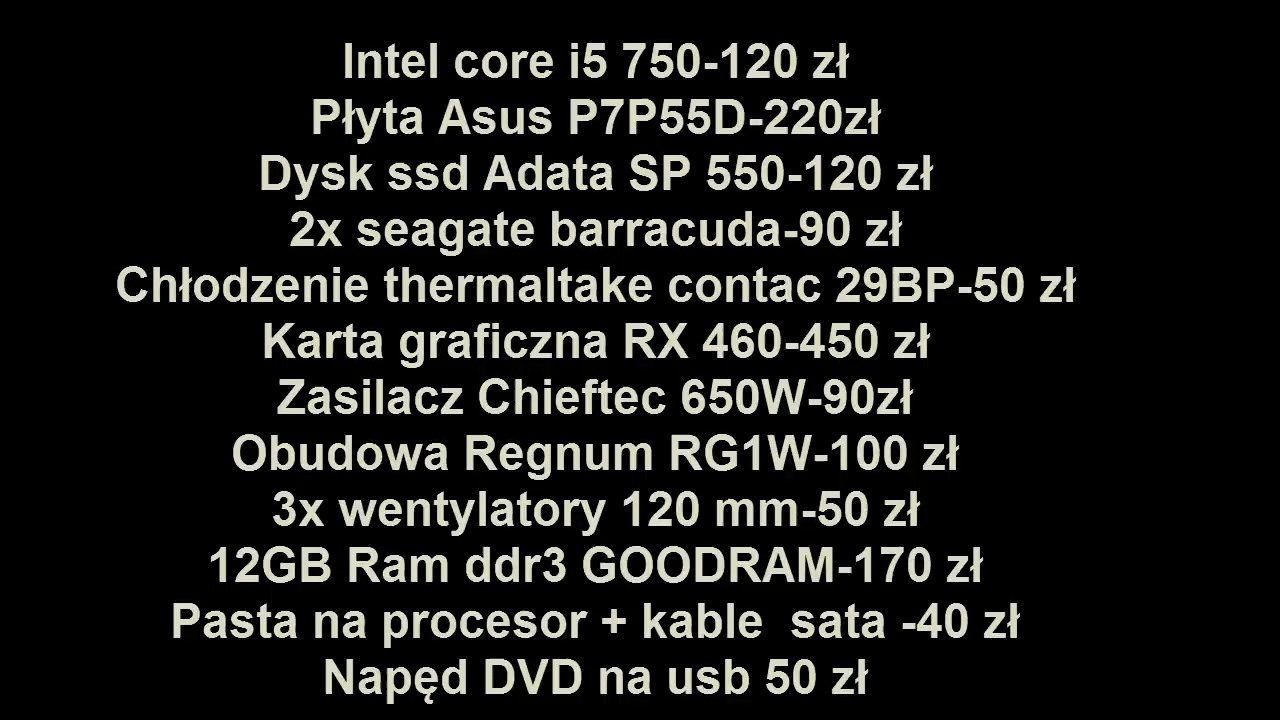 Intel core i5 750-120 zł
Płyta Asus P7P55D-220zł
Dysk ssd Adata SP 550-120 zł
2x seagate barracuda-90 zł
Chłodzenie thermaltake contac 29BP-50 zł
Karta graficzna RX 460-450 zł
Zasilacz Chieftec 650W-90zł
Obudowa Regnum RG1W-100 zł
3x wentylatory 120 mm-50 zł
12GB Ram ddr3 GOODRAM-170 zł
Pasta na procesor + kable  sata -40 zł
Napęd DVD na usb 50 zł